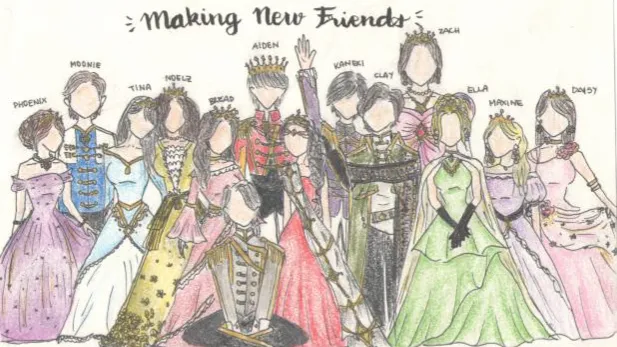 Making New Friends
ZACH
AIDEN
MOONIE
NOELZ
KANEKI
CLAY
TINA
ELLA
DAISY
PHOENIX
MAXINE